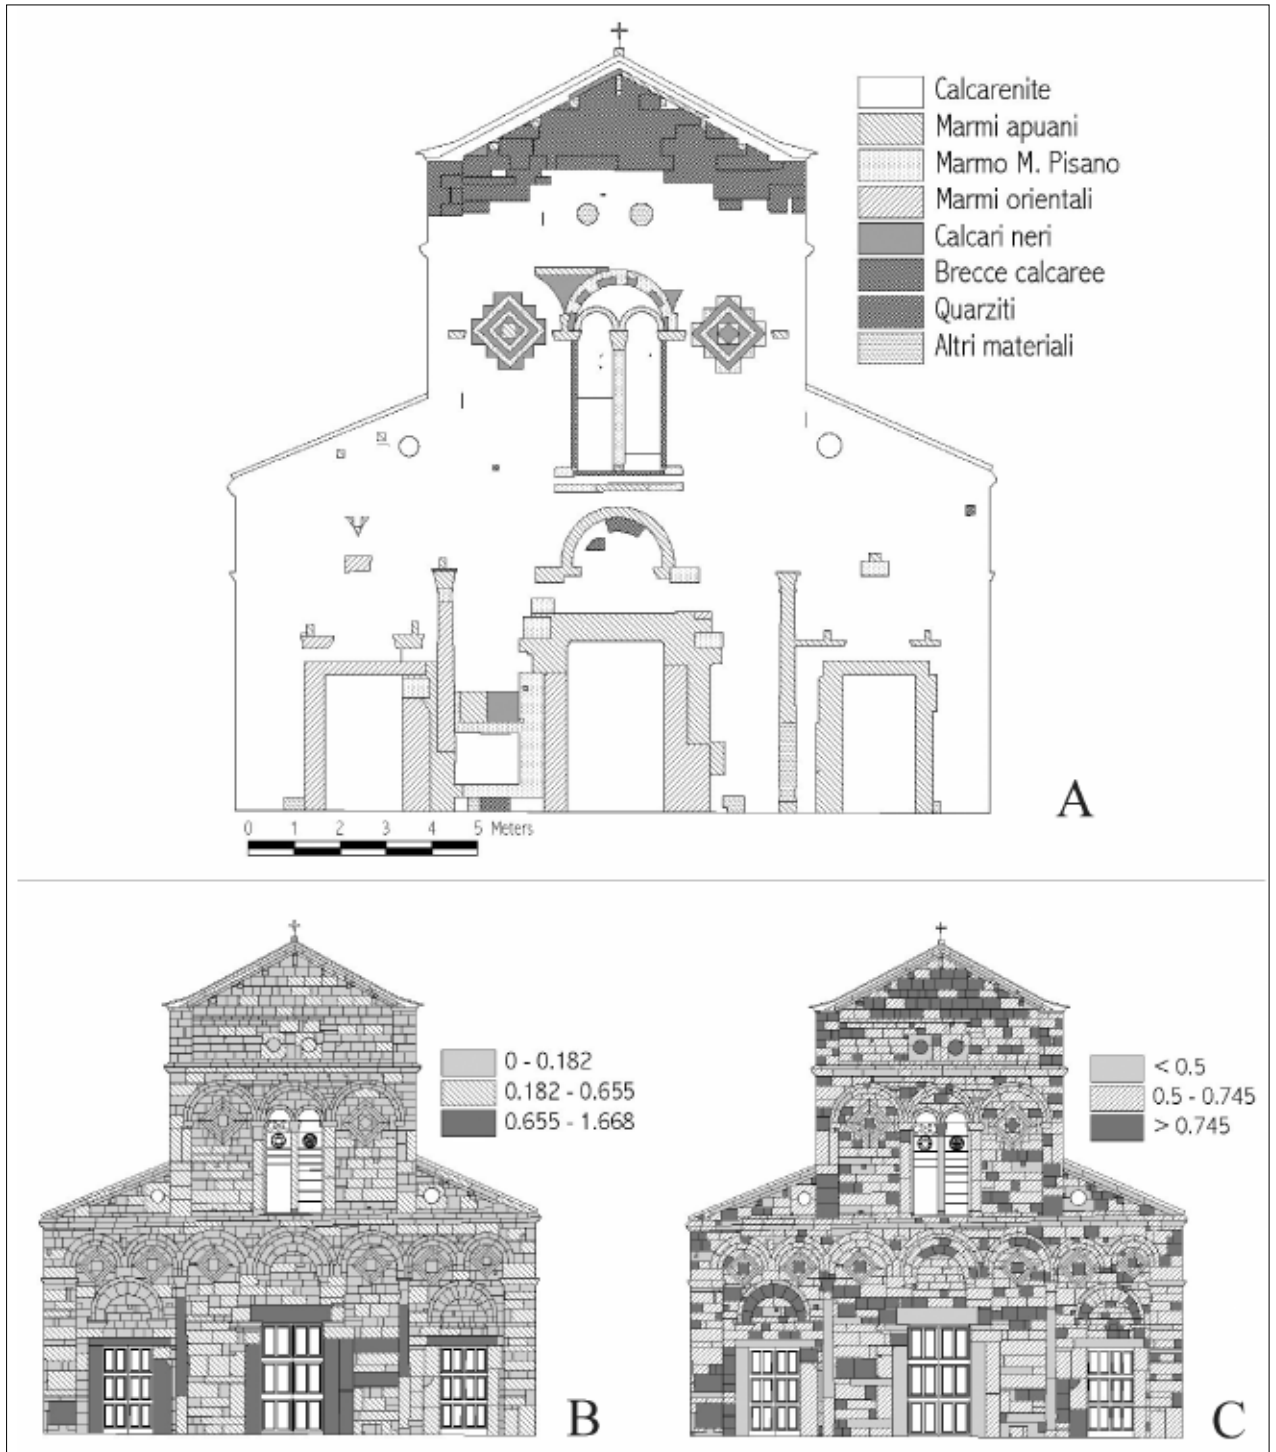 Calcarenite
Marmi apuani
Marmo M. Pisano
Marmi orientali
Calcari neri
Brecce calcaree
Quarziti
Altri materiali
A
0 1 2 3 4 5 Meters
0 - 0.182
0.182 - 0.655
0.655 - 1.668
B
< 0.5
0.5 - 0.745
> 0.745
C